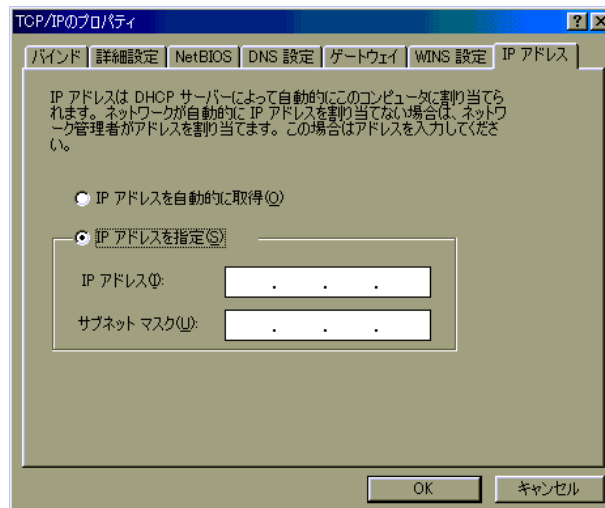 TCP/IPのプロパティ
バインド 詳細設定 NetBIOS DNS 設定 ゲートウェイ WINS 設定 IP アドレス
IP アドレスは DHCP サーバーによって自動的にこのコンピュータに割り当てら
れます。ネットワークが自動的に IP アドレスを割り当てない場合は、ネットワ
ーク管理者がアドレスを割り当てます。この場合はアドレスを入力してくださ
い。
IP アドレスを自動的に取得(O)
IP アドレスを指定(S)
IP アドレス(I):
サブネット マスク(U):
OK キャンセル